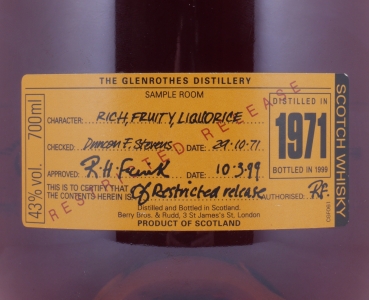 THE GLENROTHES DISTILLERY
SAMPLE ROOM
CHARACTER: RICH, FRUITY, LIQUORICE
CHECKED: Duncan F. Stevens DATE: 29-10-71
APPROVED: DATE: 10-3-99
THIS IS TO CERTIFY THAT
THE CONTENTS HEREIN IS Restricted release AUTHORISED:
Distilled and Bottled in Scotland.
Berry Bros. & Rudd, 3 St James's St, London
PRODUCT OF SCOTLAND
RESTRICTED RELEASE
DISTILLED IN
1971
BOTTLED IN 1999
SCOTCH WHISKY
700ml
43% vol.